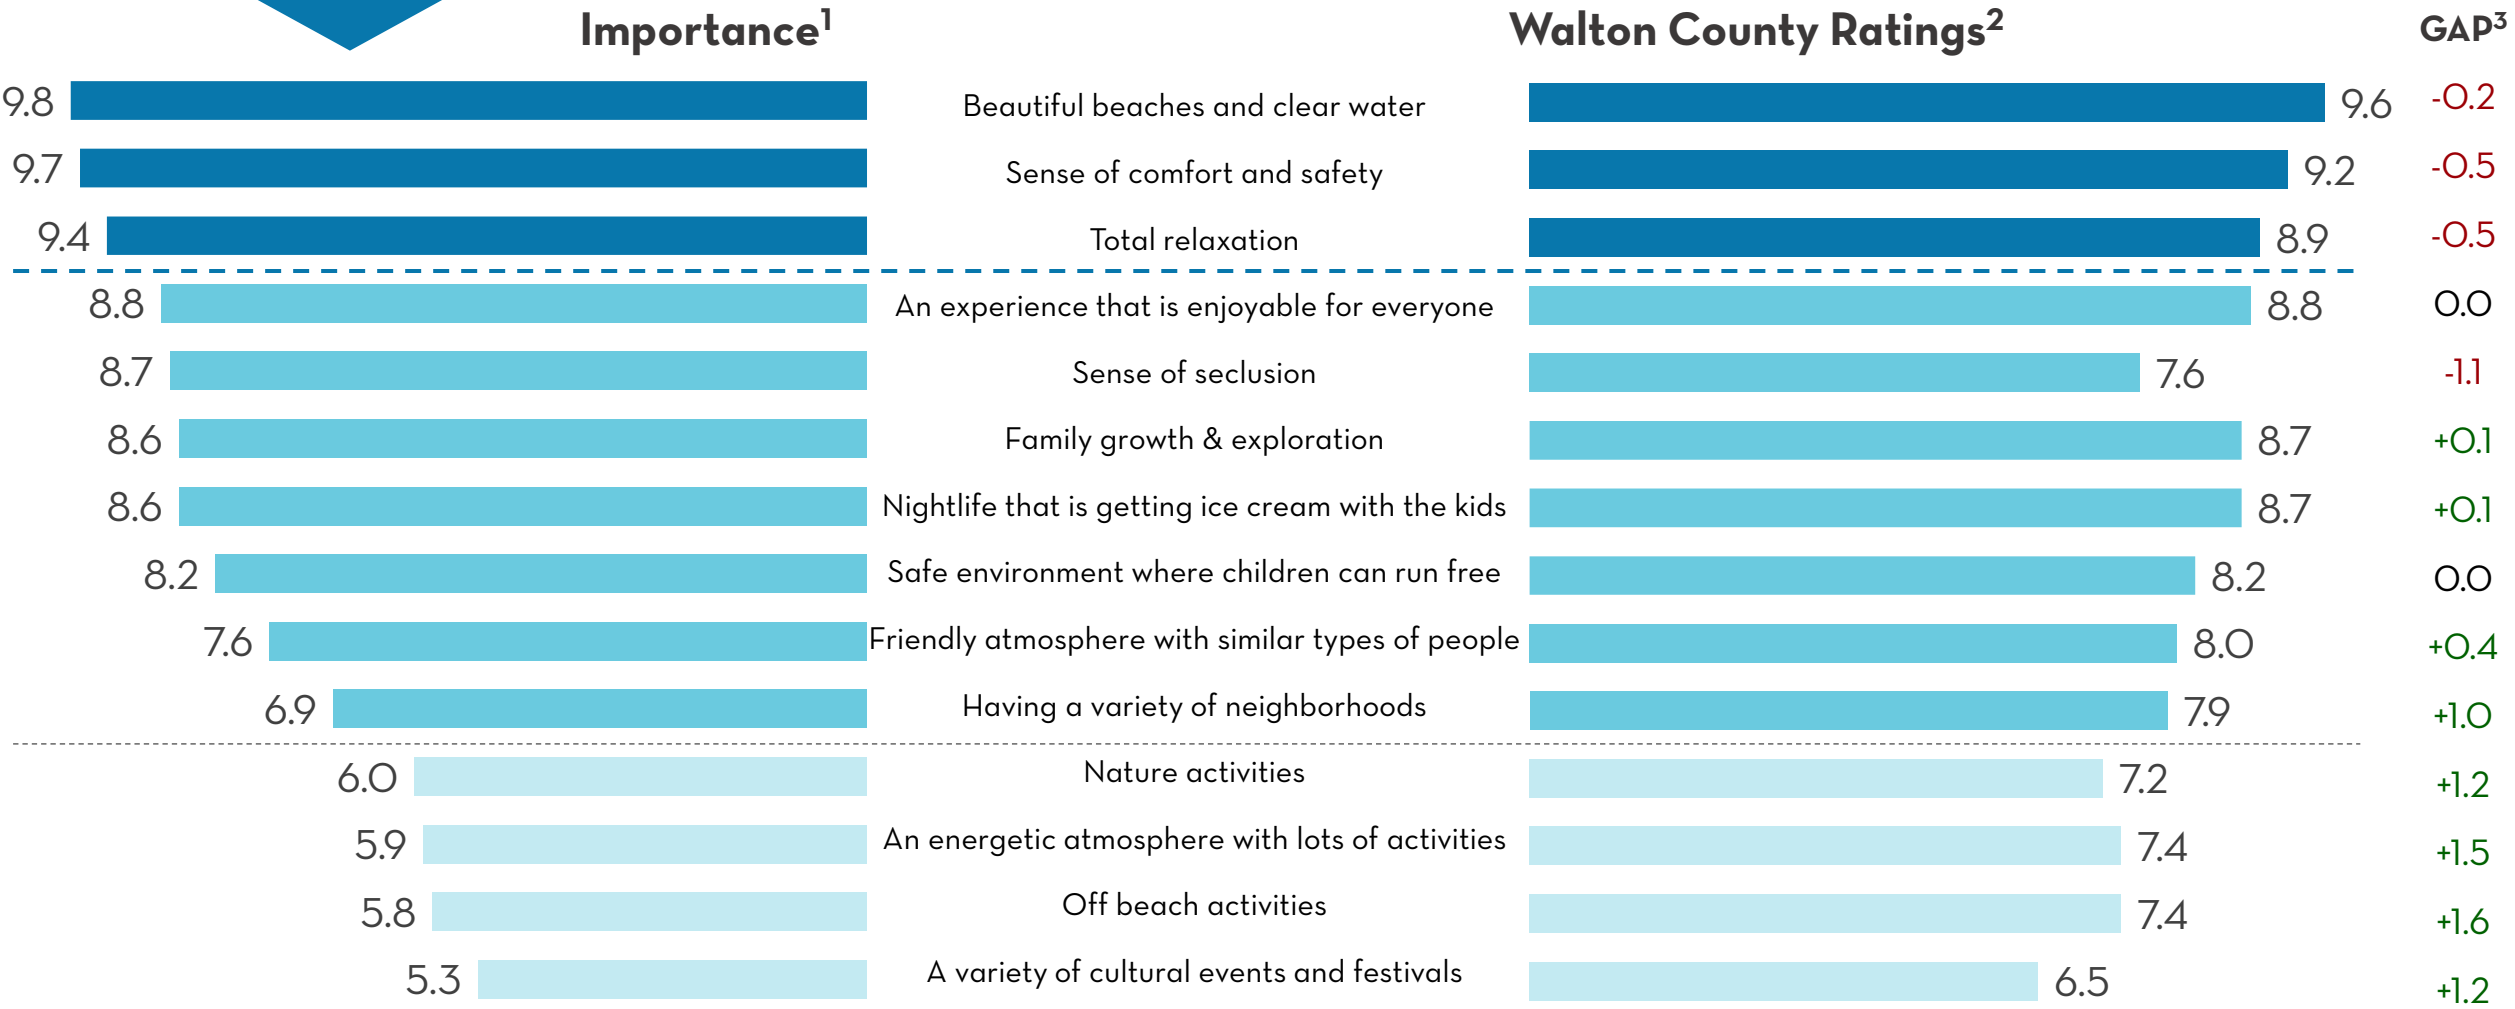 Importance¹ Walton County Ratings² GAP³
9.8 Beautiful beaches and clear water 9.6 -0.2
9.7 Sense of comfort and safety 9.2 -0.5
9.4 Total relaxation 8.9 -0.5
8.8 An experience that is enjoyable for everyone 8.8 0.0
8.7 Sense of seclusion 7.6 -1.1
8.6 Family growth & exploration 8.7 +0.1
8.6 Nightlife that is getting ice cream with the kids 8.7 +0.1
8.2 Safe environment where children can run free 8.2 0.0
7.6 Friendly atmosphere with similar types of people 8.0 +0.4
6.9 Having a variety of neighborhoods 7.9 +1.0
6.0 Nature activities 7.2 +1.2
5.9 An energetic atmosphere with lots of activities 7.4 +1.5
5.8 Off beach activities 7.4 +1.6
5.3 A variety of cultural events and festivals 6.5 +1.2